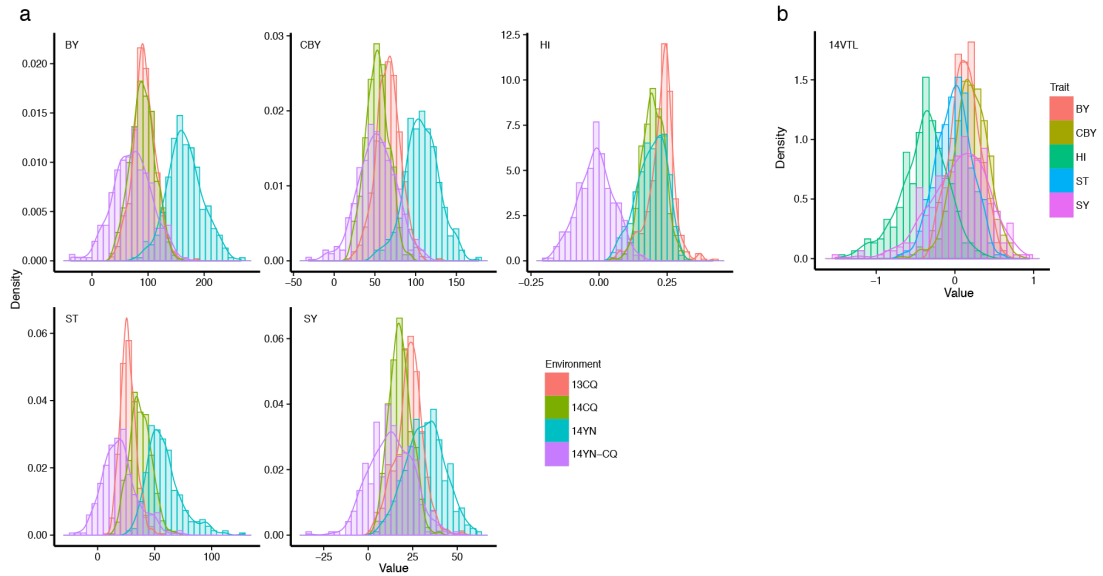 a
b
BY
0.020
0.015
0.010
0.005
0.000
0 100 200
CBY
0.03
0.02
0.01
0.00
−50 0 50 100 150
HI
12.5
10.0
7.5
5.0
2.5
0.0
−0.25 0.00 0.25
14VTL
1.5
1.0
0.5
0.0
−1 0 1
Density
Value
Trait
BY
CBY
HI
ST
SY
Density
ST
0.06
0.04
0.02
0.00
0 50 100
SY
0.06
0.04
0.02
0.00
−25 0 25 50
Value
Environment
13CQ
14CQ
14YN
14YN−CQ